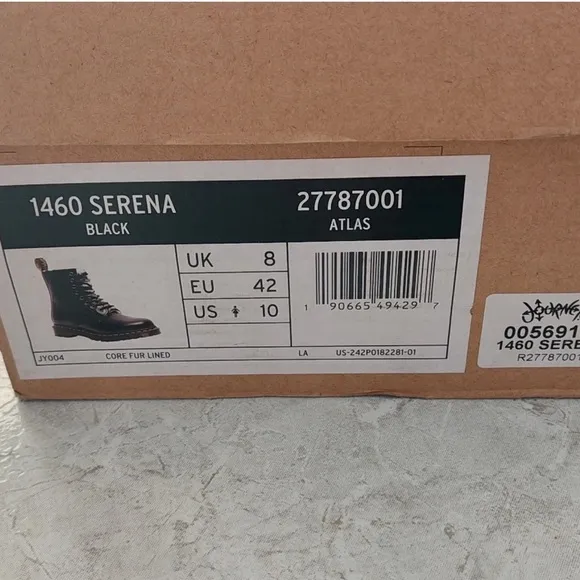 1460 SERENA
BLACK
27787001
ATLAS
UK 8
EU 42
US 10
1 90665 49429 7
JY004 CORE FUR LINED LA US-242P0182281-01
JOURNEYS
005691
1460 SERE
R27787001